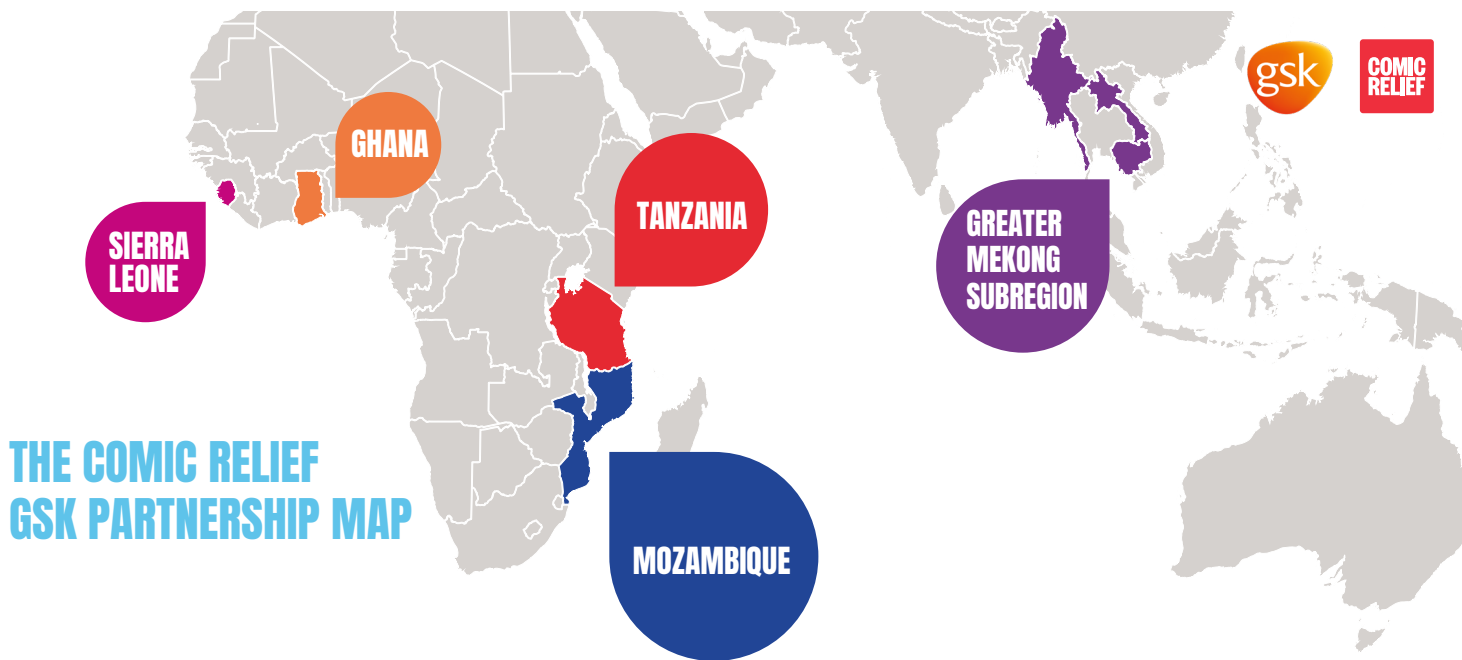 gsk
COMIC
RELIEF
GHANA
TANZANIA
SIERRA
LEONE
GREATER
MEKONG
SUBREGION
THE COMIC RELIEF
GSK PARTNERSHIP MAP
MOZAMBIQUE